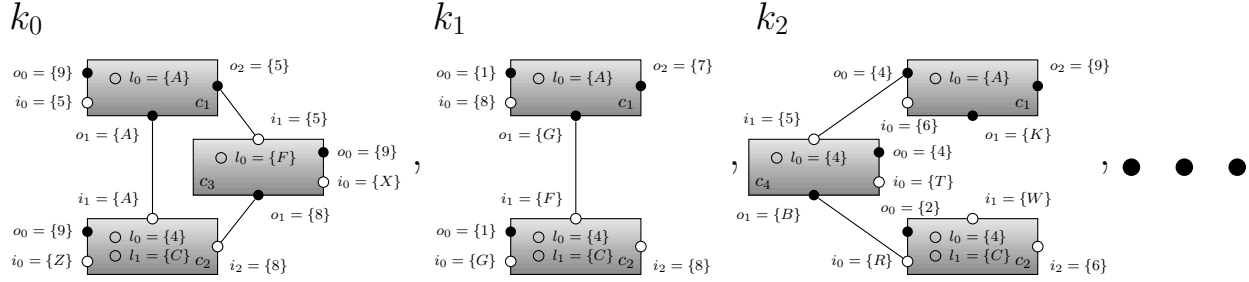 k₀
o₀ = {9}
l₀ = {A}
o₂ = {5}
i₀ = {5}
c₁
o₁ = {A}
i₁ = {5}
l₀ = {F}
o₀ = {9}
c₃
i₀ = {X}
i₁ = {A}
o₁ = {8}
o₀ = {9}
l₀ = {4}
l₁ = {C}
c₂
i₀ = {Z}
i₂ = {8}
,
k₁
o₀ = {1}
l₀ = {A}
o₂ = {7}
i₀ = {8}
c₁
o₁ = {G}
i₁ = {F}
o₀ = {1}
l₀ = {4}
l₁ = {C}
c₂
i₀ = {G}
i₂ = {8}
,
k₂
o₀ = {4}
l₀ = {A}
o₂ = {9}
c₁
i₀ = {6}
o₁ = {K}
i₁ = {5}
l₀ = {4}
o₀ = {4}
c₄
i₀ = {T}
o₁ = {B}
o₀ = {2}
i₁ = {W}
l₀ = {4}
l₁ = {C}
c₂
i₀ = {R}
i₂ = {6}
, ● ● ●